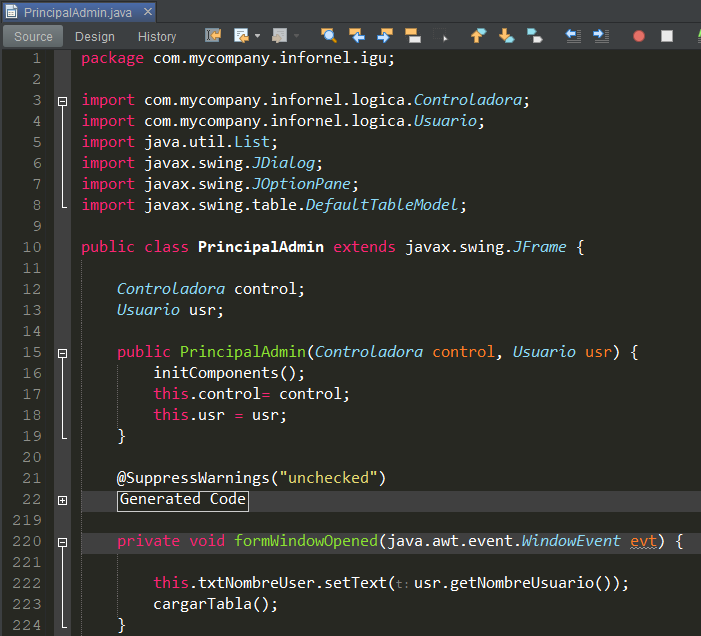 PrincipalAdmin.java
Source Design History
1 package com.mycompany.infornel.igu;
2
3 import com.mycompany.infornel.logica.Controladora;
4 import com.mycompany.infornel.logica.Usuario;
5 import java.util.List;
6 import javax.swing.JDialog;
7 import javax.swing.JOptionPane;
8 import javax.swing.table.DefaultTableModel;
9
10 public class PrincipalAdmin extends javax.swing.JFrame {
11
12 Controladora control;
13 Usuario usr;
14
15 public PrincipalAdmin(Controladora control, Usuario usr) {
16 initComponents();
17 this.control= control;
18 this.usr = usr;
19 }
20
21 @SuppressWarnings("unchecked")
22 Generated Code
219
220 private void formWindowOpened(java.awt.event.WindowEvent evt) {
221
222 this.txtNombreUser.setText(t: usr.getNombreUsuario());
223 cargarTabla();
224 }